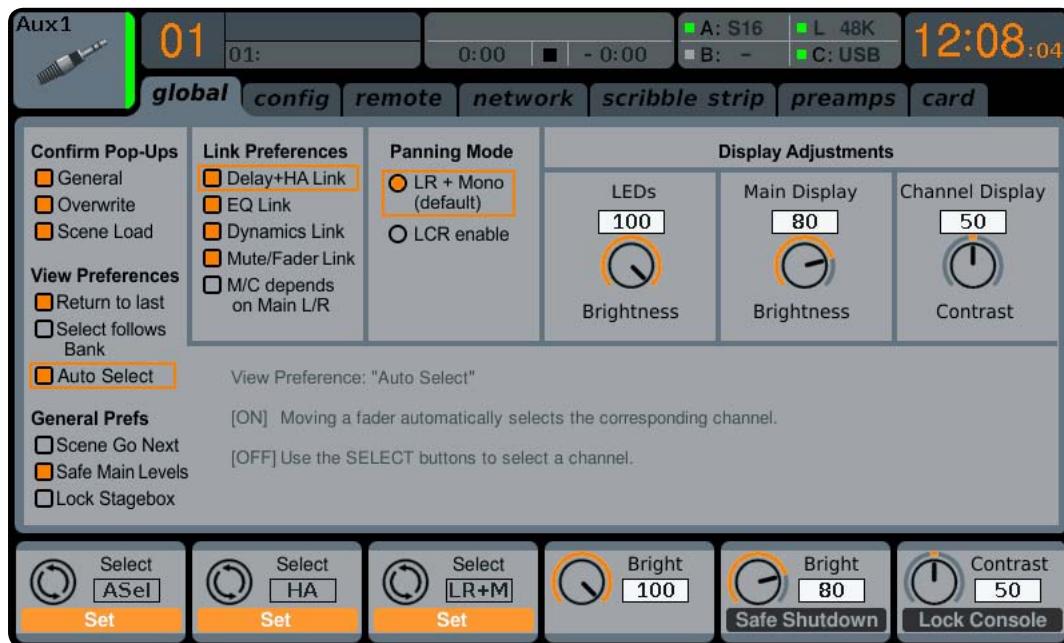 Aux1
01
01:
0:00
- 0:00
A: S16
B: -
L 48K
C: USB
12:08:04
global
config
remote
network
scribble strip
preamps
card
Confirm Pop-Ups
General
Overwrite
Scene Load
View Preferences
Return to last
Select follows
Bank
Auto Select
General Prefs
Scene Go Next
Safe Main Levels
Lock Stagebox
Link Preferences
Delay+HA Link
EQ Link
Dynamics Link
Mute/Fader Link
M/C depends
on Main L/R
Panning Mode
LR + Mono
(default)
LCR enable
Display Adjustments
LEDs
100
Brightness
Main Display
80
Brightness
Channel Display
50
Contrast
View Preference: "Auto Select"
[ON] Moving a fader automatically selects the corresponding channel.
[OFF] Use the SELECT buttons to select a channel.
Select
ASel
Set
Select
HA
Set
Select
LR+M
Set
Bright
100
Bright
80
Safe Shutdown
Contrast
50
Lock Console